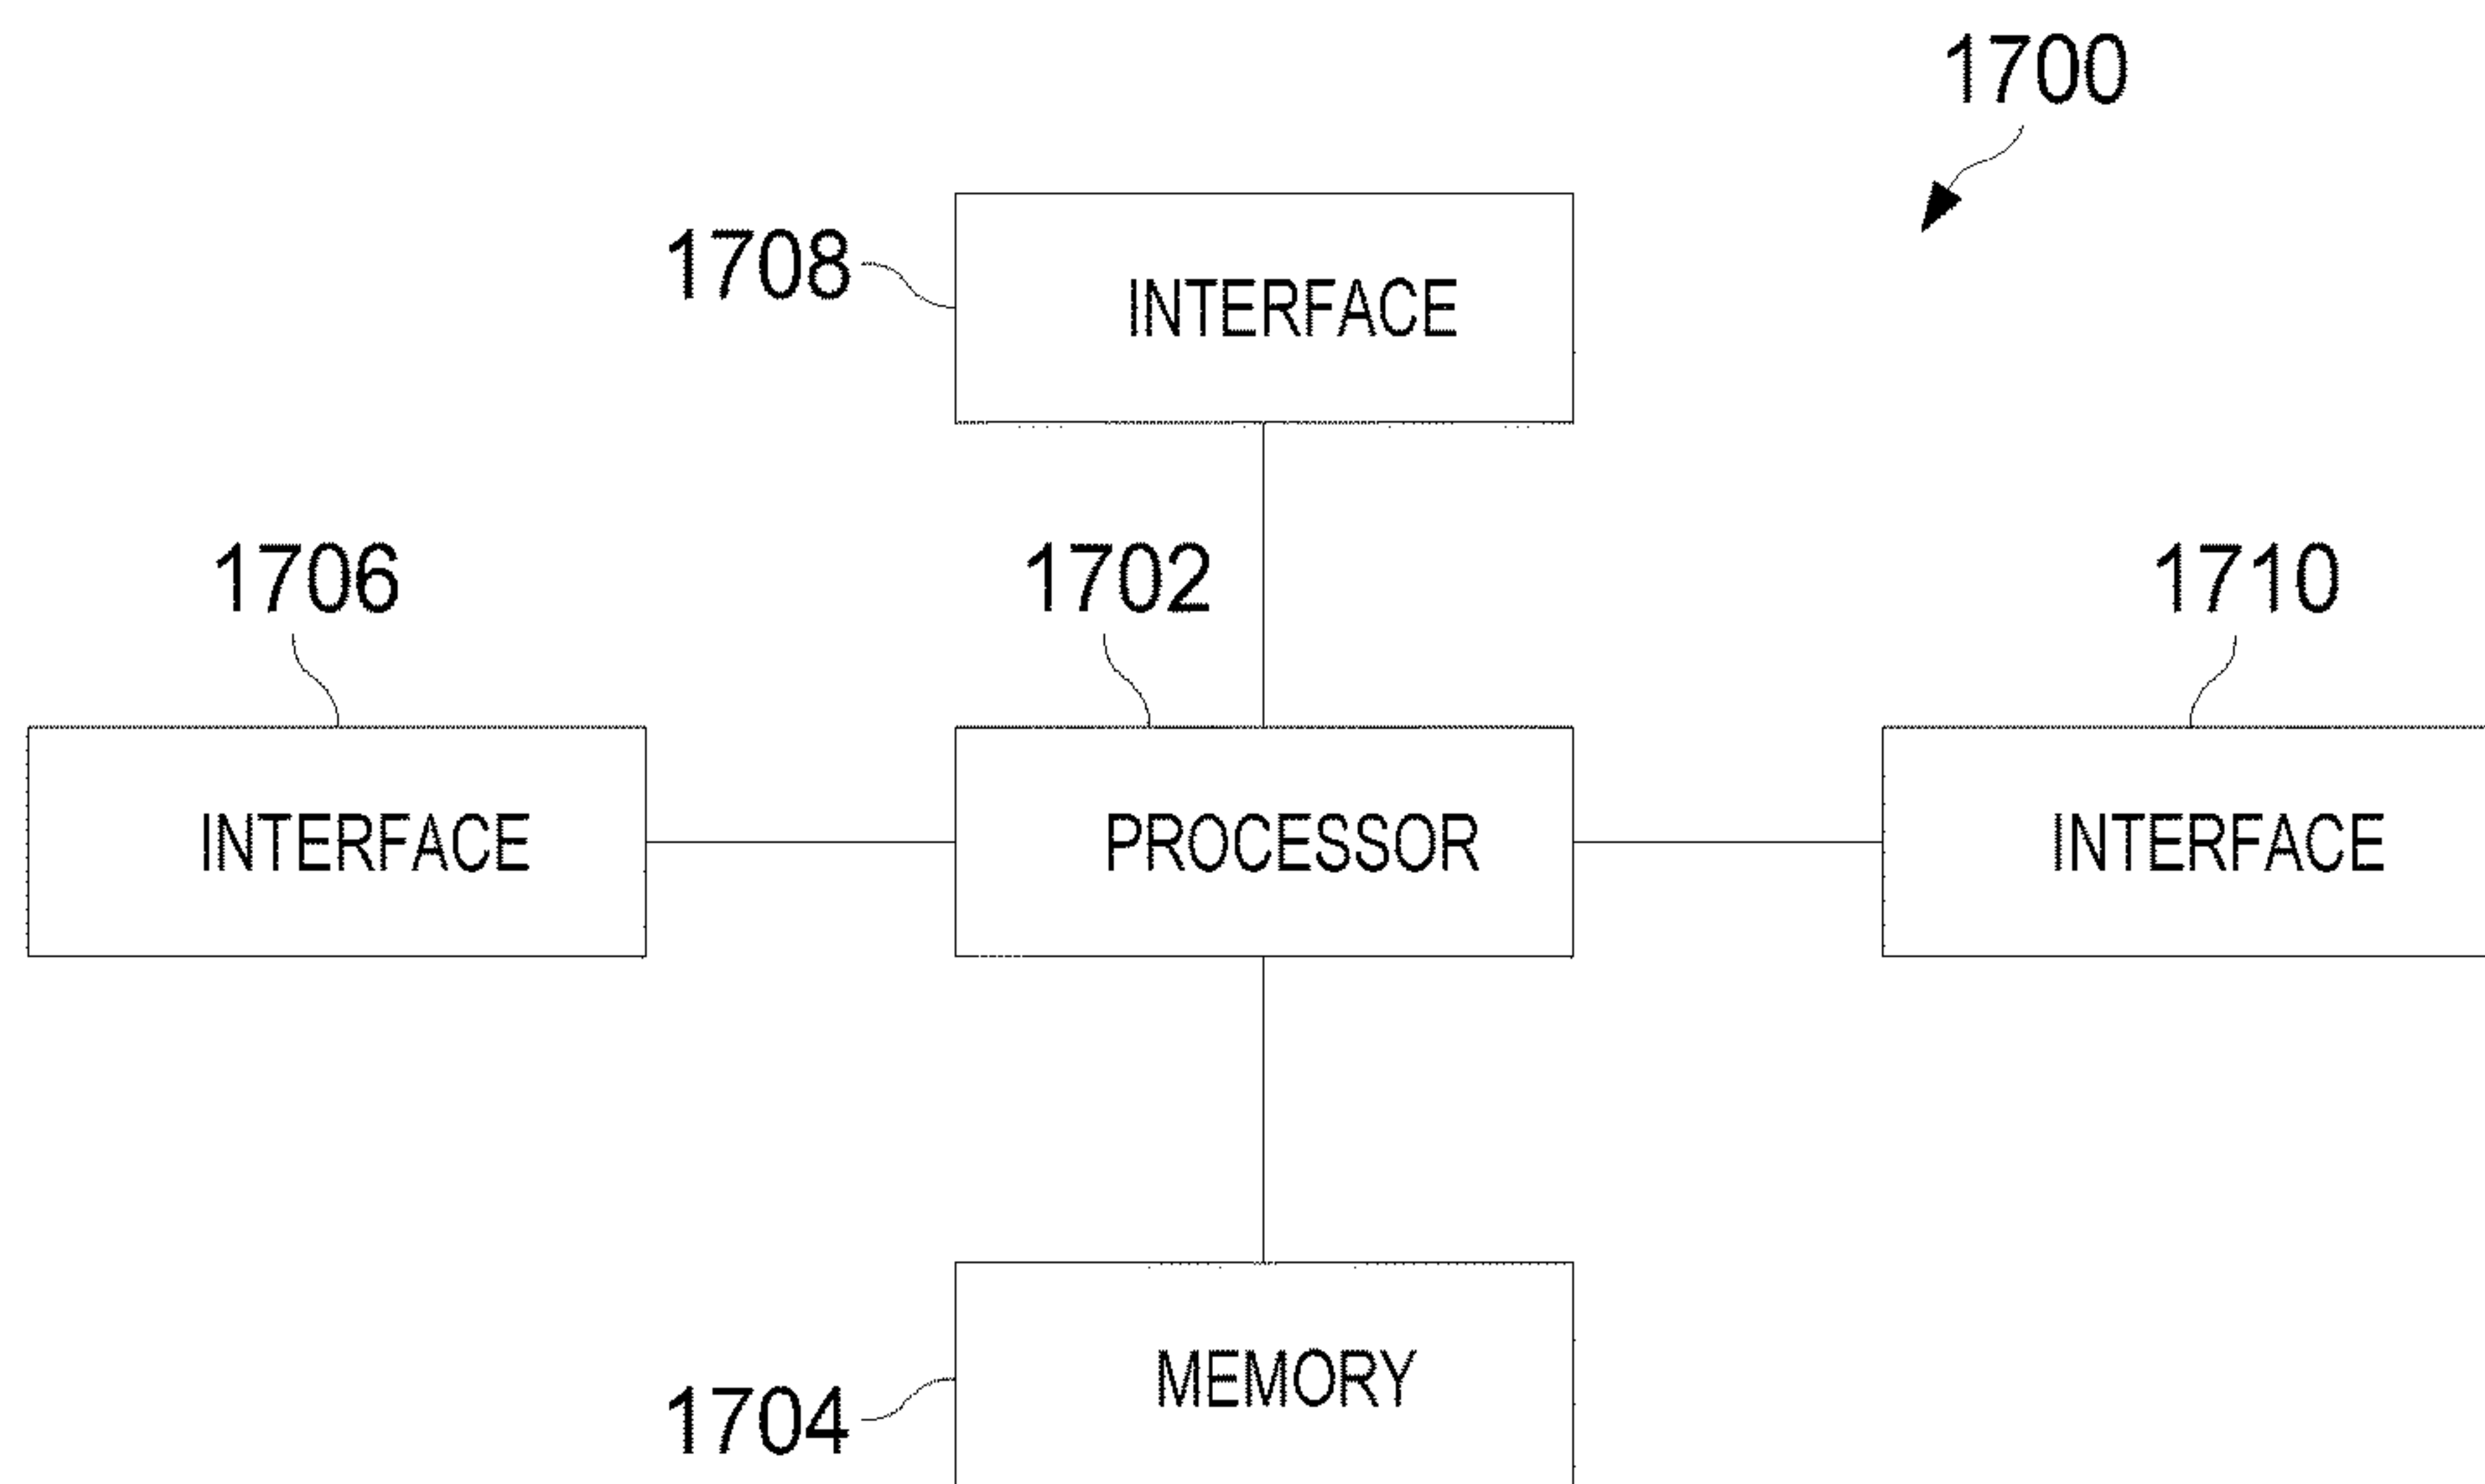 1700
1708
INTERFACE
1706
1702
1710
INTERFACE
PROCESSOR
INTERFACE
MEMORY
1704